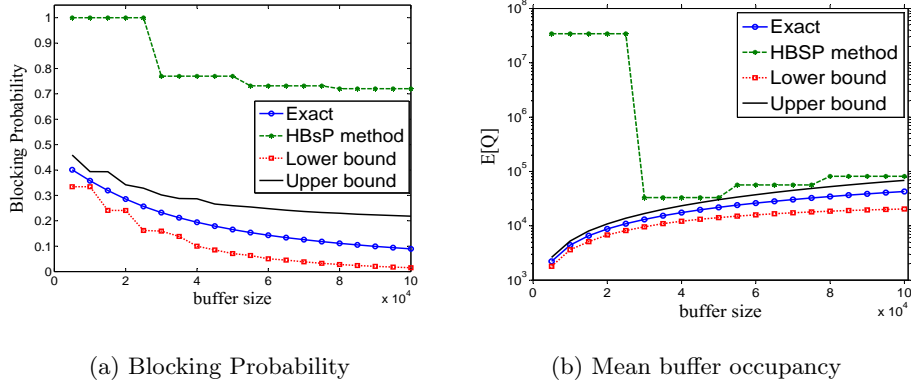 1
0.9
0.8
0.7
0.6
0.5
0.4
0.3
0.2
0.1
0
Blocking Probability
0 2 4 6 8 10
x 10^4
buffer size
Exact
HBsP method
Lower bound
Upper bound
(a) Blocking Probability
10^8
10^7
10^6
10^5
10^4
10^3
E[Q]
0 2 4 6 8 10
x 10^4
buffer size
Exact
HBSP method
Lower bound
Upper bound
(b) Mean buffer occupancy